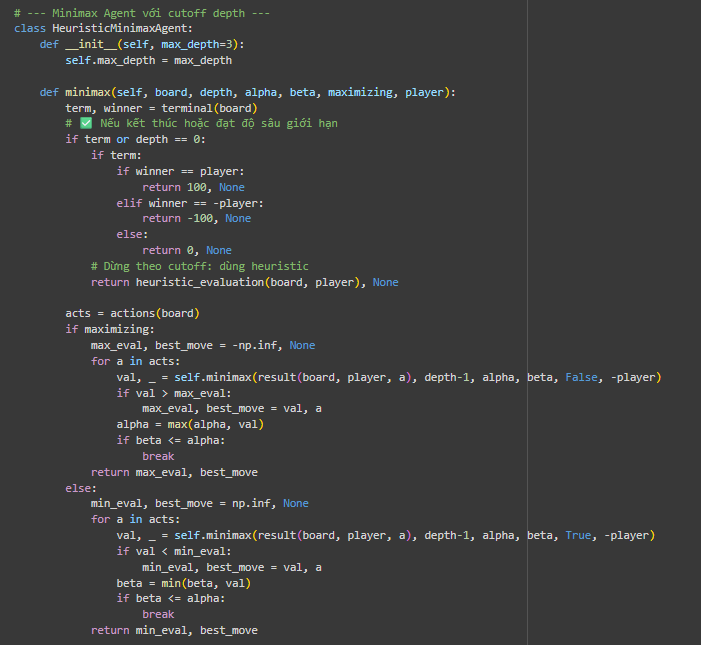 # --- Minimax Agent với cutoff depth ---
class HeuristicMinimaxAgent:
    def __init__(self, max_depth=3):
        self.max_depth = max_depth

    def minimax(self, board, depth, alpha, beta, maximizing, player):
        term, winner = terminal(board)
        # ✅ Nếu kết thúc hoặc đạt độ sâu giới hạn
        if term or depth == 0:
            if term:
                if winner == player:
                    return 100, None
                elif winner == -player:
                    return -100, None
                else:
                    return 0, None
            # Dừng theo cutoff: dùng heuristic
            return heuristic_evaluation(board, player), None

        acts = actions(board)
        if maximizing:
            max_eval, best_move = -np.inf, None
            for a in acts:
                val, _ = self.minimax(result(board, player, a), depth-1, alpha, beta, False, -player)
                if val > max_eval:
                    max_eval, best_move = val, a
                alpha = max(alpha, val)
                if beta <= alpha:
                    break
            return max_eval, best_move
        else:
            min_eval, best_move = np.inf, None
            for a in acts:
                val, _ = self.minimax(result(board, player, a), depth-1, alpha, beta, True, -player)
                if val < min_eval:
                    min_eval, best_move = val, a
                beta = min(beta, val)
                if beta <= alpha:
                    break
            return min_eval, best_move